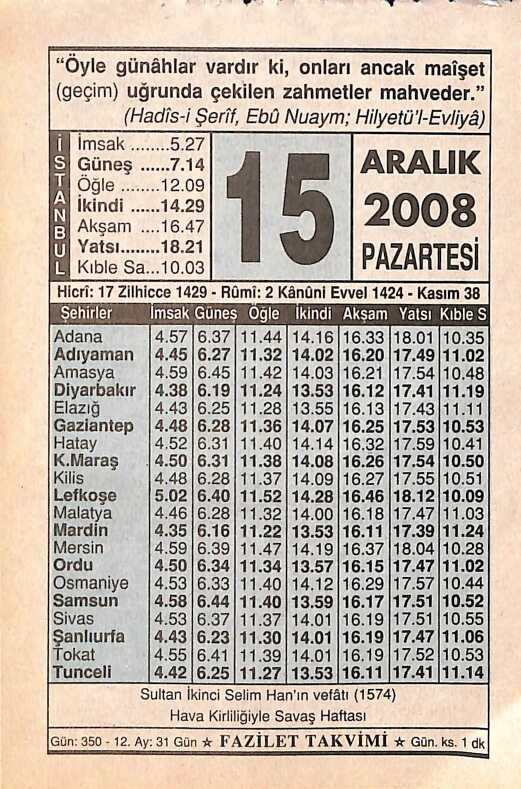 “Öyle günâhlar vardır ki, onları ancak maîşet
(geçim) uğrunda çekilen zahmetler mahveder.”
(Hadîs-i Şerîf, Ebû Nuaym; Hilyetü'l-Evliyâ)
İSTANBUL
İmsak ........5.27
Güneş ......7.14
Öğle ........12.09
İkindi ......14.29
Akşam ....16.47
Yatsı........18.21
Kıble Sa...10.03
15
ARALIK
2008
PAZARTESİ
Hicrî: 17 Zilhicce 1429 - Rûmî: 2 Kânûni Evvel 1424 - Kasım 38
Şehirler İmsak Güneş Öğle İkindi Akşam Yatsı Kıble S
Adana 4.57 6.37 11.44 14.16 16.33 18.01 10.35
Adıyaman 4.45 6.27 11.32 14.02 16.20 17.49 11.02
Amasya 4.59 6.45 11.42 14.03 16.21 17.54 10.48
Diyarbakır 4.38 6.19 11.24 13.53 16.12 17.41 11.19
Elazığ 4.43 6.25 11.28 13.55 16.13 17.43 11.11
Gaziantep 4.48 6.28 11.36 14.07 16.25 17.53 10.53
Hatay 4.52 6.31 11.40 14.14 16.32 17.59 10.41
K.Maraş 4.50 6.31 11.38 14.08 16.26 17.54 10.50
Kilis 4.48 6.28 11.37 14.09 16.27 17.55 10.51
Lefkoşe 5.02 6.40 11.52 14.28 16.46 18.12 10.09
Malatya 4.46 6.28 11.32 14.00 16.18 17.47 11.03
Mardin 4.35 6.16 11.22 13.53 16.11 17.39 11.24
Mersin 4.59 6.39 11.47 14.19 16.37 18.04 10.28
Ordu 4.50 6.34 11.34 13.57 16.15 17.47 11.02
Osmaniye 4.53 6.33 11.40 14.12 16.29 17.57 10.44
Samsun 4.58 6.44 11.40 13.59 16.17 17.51 10.52
Sivas 4.53 6.37 11.37 14.01 16.19 17.51 10.55
Şanlıurfa 4.43 6.23 11.30 14.01 16.19 17.47 11.06
Tokat 4.55 6.41 11.39 14.01 16.19 17.52 10.53
Tunceli 4.42 6.25 11.27 13.53 16.11 17.41 11.14
Sultan İkinci Selim Han'ın vefâtı (1574)
Hava Kirliliğiyle Savaş Haftası
Gün: 350 - 12. Ay: 31 Gün ★ FAZİLET TAKVİMİ ★ Gün. ks. 1 dk